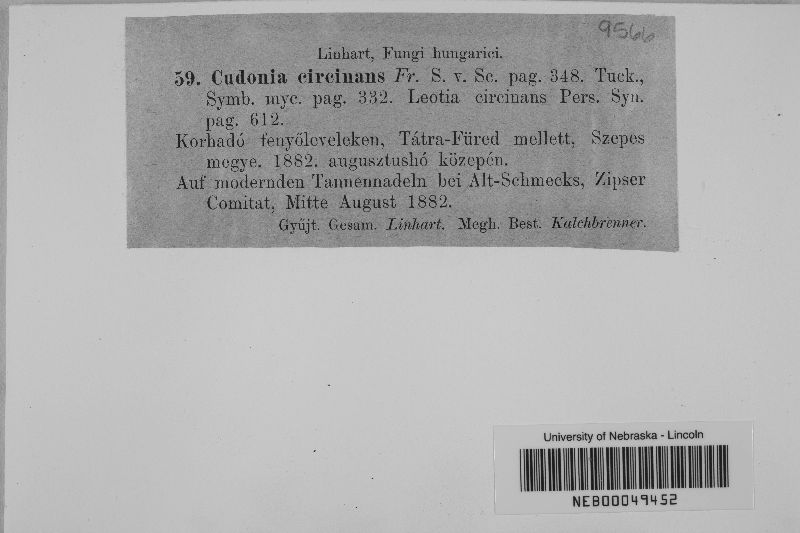 9566
Linhart, Fungi hungarici.
59. Cudonia circinans Fr. S. v. Sc. pag. 348. Tuck.,
Symb. myc. pag. 332. Leotia circinans Pers. Syn.
pag. 612.
Korhadó fenyőleveleken, Tátra-Füred mellett, Szepes
megye. 1882. augusztushó közepén.
Auf modernden Tannennadeln bei Alt-Schmecks, Zipser
Comitat, Mitte August 1882.
Gyűjt. Gesam. Linhart. Megh. Best. Kalchbrenner.
University of Nebraska - Lincoln
NEB00049452